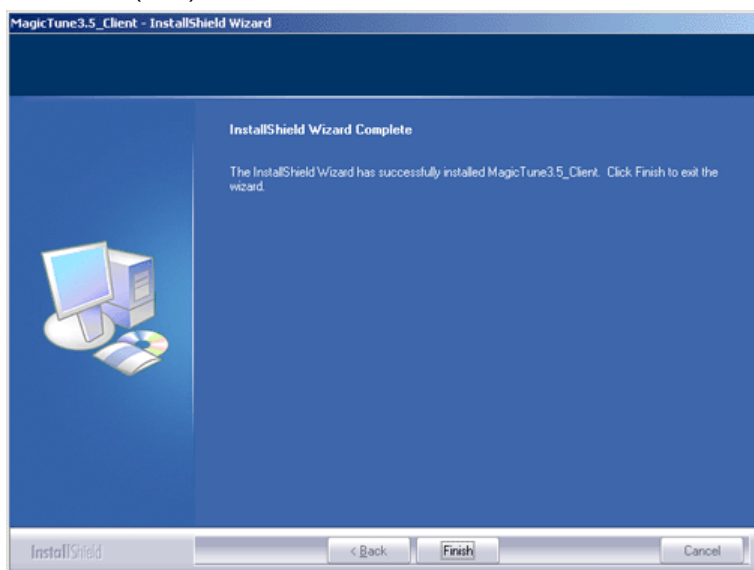 MagicTune3.5_Client - InstallShield Wizard
InstallShield Wizard Complete
The InstallShield Wizard has successfully installed MagicTune3.5_Client. Click Finish to exit the
wizard.
InstallShield
< Back Finish Cancel